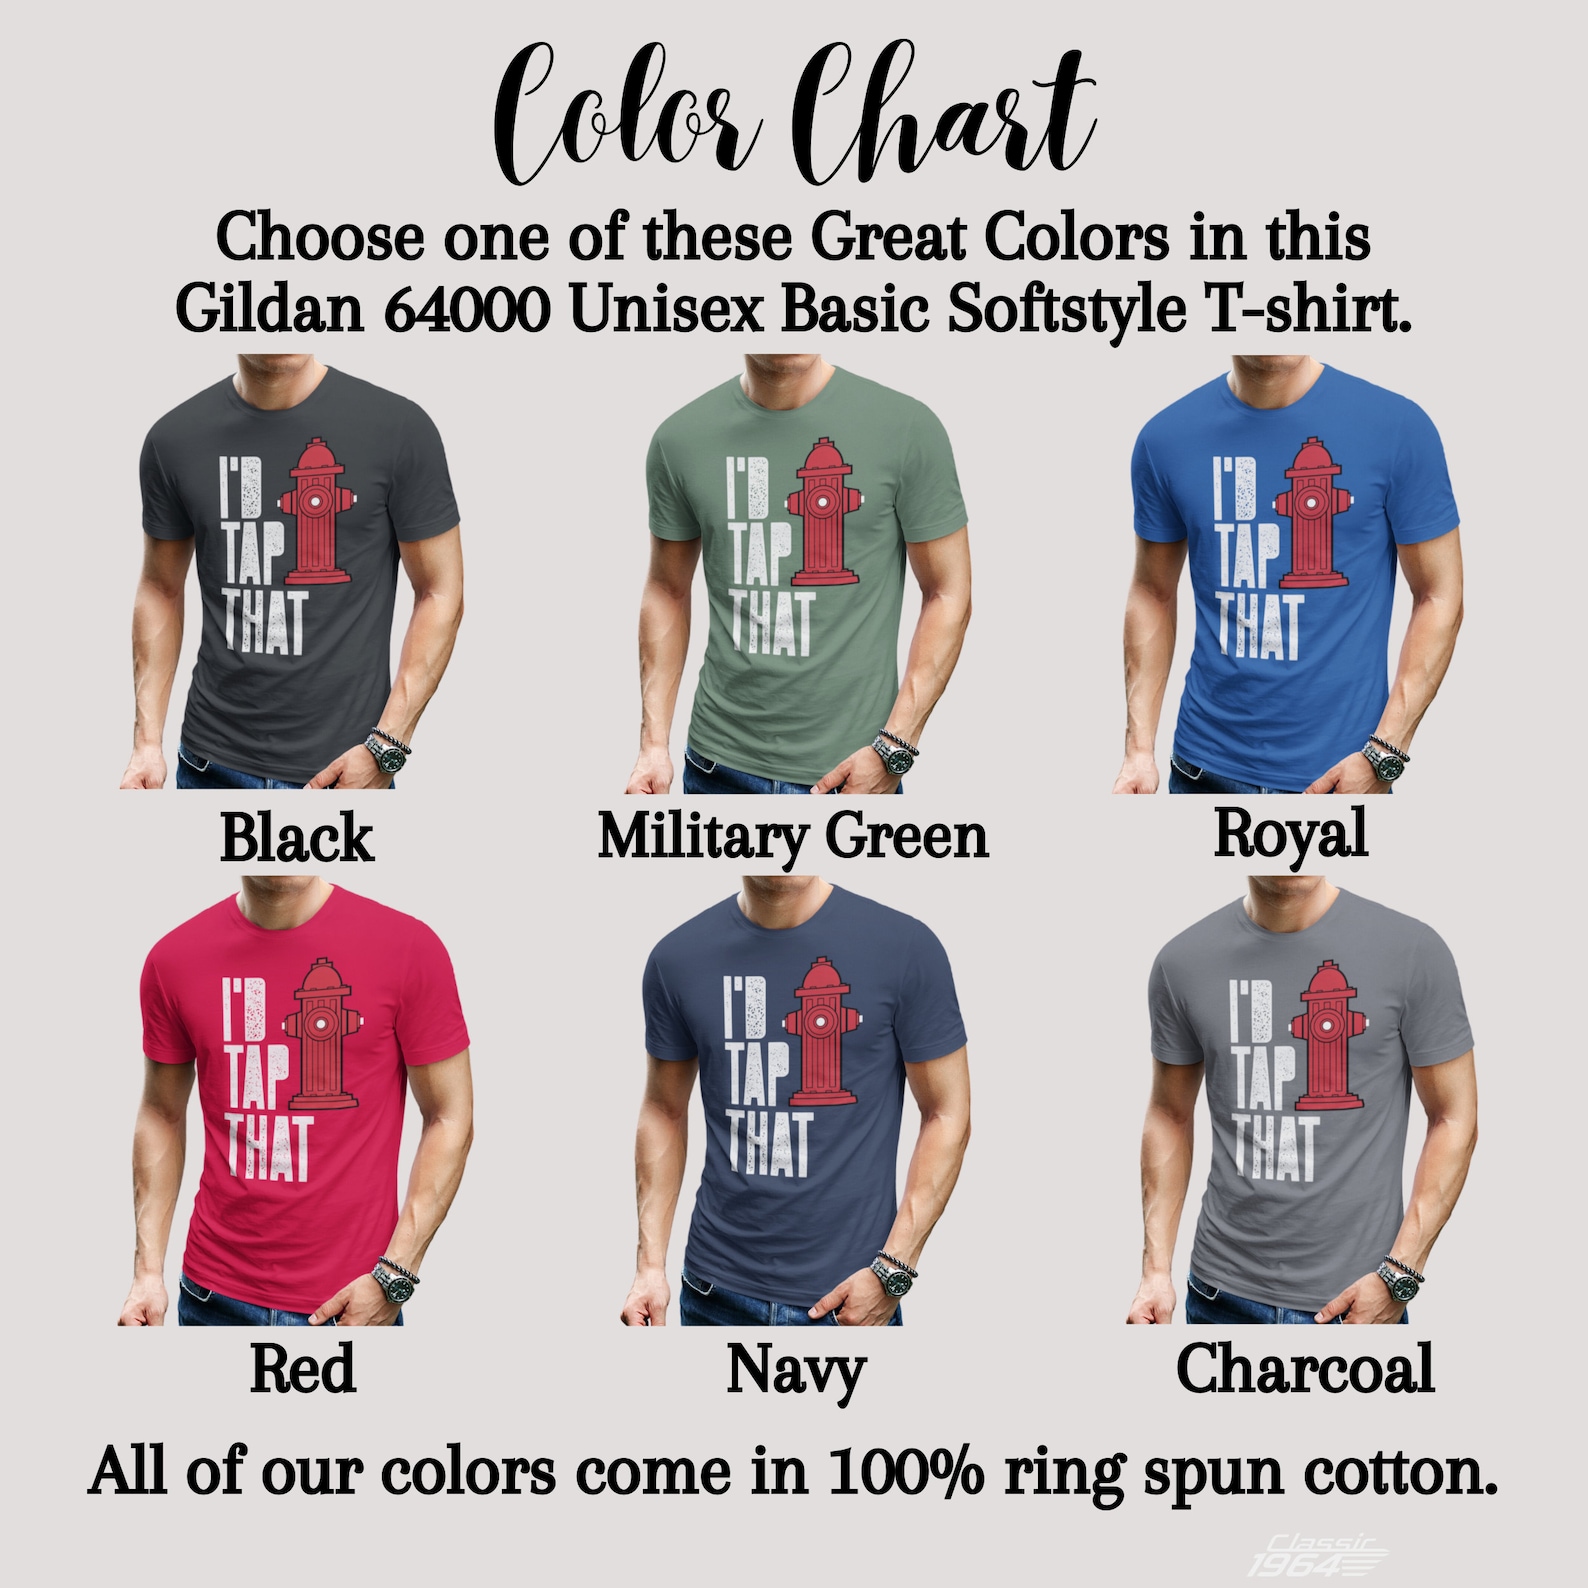 Color Chart
Choose one of these Great Colors in this
Gildan 64000 Unisex Basic Softstyle T-shirt.
I'D
TAP
THAT
I'D
TAP
THAT
I'D
TAP
THAT
Black
Military Green
Royal
I'D
TAP
THAT
I'D
TAP
THAT
I'D
TAP
THAT
Red
Navy
Charcoal
All of our colors come in 100% ring spun cotton.
Classic
1964